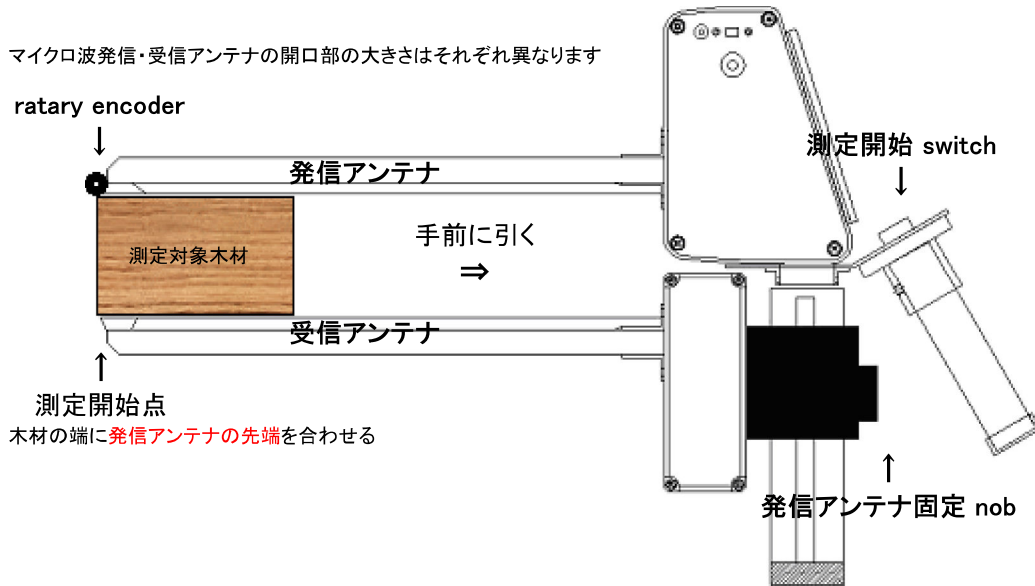 マイクロ波発信・受信アンテナの開口部の大きさはそれぞれ異なります
ratary encoder
↓
発信アンテナ
測定開始 switch
↓
測定対象木材
手前に引く
⇒
受信アンテナ
↑
測定開始点
木材の端に発信アンテナの先端を合わせる
↑
発信アンテナ固定 nob